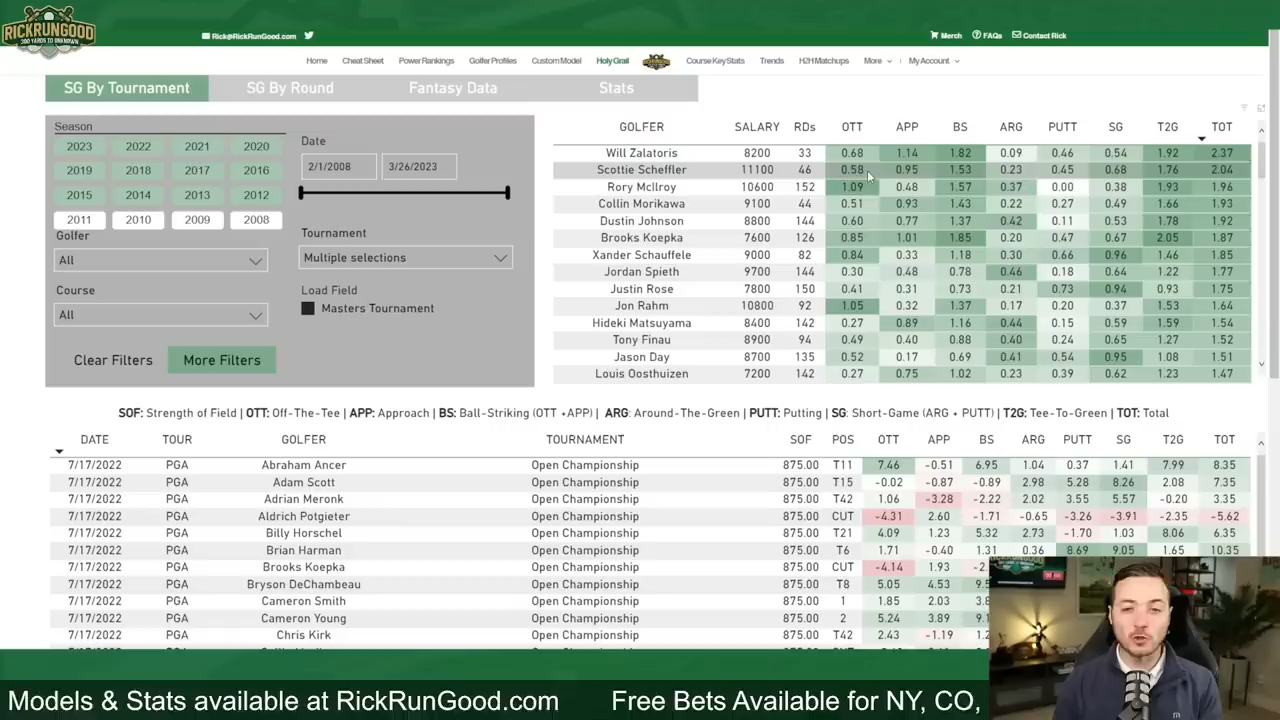 RICKRUNGOOD
300 YARDS TO UNKNOWN
Rick@RickRunGood.com
Merch FAQs Contact Rick
Home Cheat Sheet Power Rankings Golfer Profiles Custom Model Holy Grail Course Key Stats Trends H2H Matchups More My Account
SG By Tournament SG By Round Fantasy Data Stats
Season
2023 2022 2021 2020
2019 2018 2017 2016
2015 2014 2013 2012
2011 2010 2009 2008
Date
2/1/2008 3/26/2023
Golfer
All
Tournament
Multiple selections
Course
All
Load Field
Masters Tournament
Clear Filters More Filters
GOLFER SALARY RDs OTT APP BS ARG PUTT SG T2G TOT
Will Zalatoris 8200 33 0.68 1.14 1.82 0.09 0.46 0.54 1.92 2.37
Scottie Scheffler 11100 46 0.58 0.95 1.53 0.23 0.45 0.68 1.76 2.04
Rory McIlroy 10600 152 1.09 0.48 1.57 0.37 0.00 0.38 1.93 1.96
Collin Morikawa 9100 44 0.51 0.93 1.43 0.22 0.27 0.49 1.66 1.93
Dustin Johnson 8800 144 0.60 0.77 1.37 0.42 0.11 0.53 1.78 1.92
Brooks Koepka 7600 126 0.85 1.01 1.85 0.20 0.47 0.67 2.05 1.87
Xander Schauffele 9000 82 0.84 0.33 1.18 0.30 0.66 0.96 1.46 1.85
Jordan Spieth 9700 144 0.30 0.48 0.78 0.46 0.18 0.64 1.22 1.77
Justin Rose 7800 150 0.41 0.31 0.73 0.21 0.73 0.94 0.93 1.75
Jon Rahm 10800 92 1.05 0.32 1.37 0.17 0.20 0.37 1.53 1.64
Hideki Matsuyama 8400 142 0.27 0.89 1.16 0.44 0.15 0.59 1.59 1.54
Tony Finau 8900 94 0.49 0.40 0.88 0.40 0.24 0.65 1.27 1.52
Jason Day 8700 135 0.52 0.17 0.69 0.41 0.54 0.95 1.08 1.51
Louis Oosthuizen 7200 142 0.27 0.75 1.02 0.23 0.39 0.62 1.23 1.47
SOF: Strength of Field | OTT: Off-The-Tee | APP: Approach | BS: Ball-Striking (OTT +APP) | ARG: Around-The-Green | PUTT: Putting | SG: Short-Game (ARG + PUTT) | T2G: Tee-To-Green | TOT: Total
DATE TOUR GOLFER TOURNAMENT SOF POS OTT APP BS ARG PUTT SG T2G TOT
7/17/2022 PGA Abraham Ancer Open Championship 875.00 T11 7.46 -0.51 6.95 1.04 0.37 1.41 7.99 8.35
7/17/2022 PGA Adam Scott Open Championship 875.00 T15 -0.02 -0.87 -0.89 2.98 5.28 8.26 2.08 7.35
7/17/2022 PGA Adrian Meronk Open Championship 875.00 T42 1.06 -3.28 -2.22 2.02 3.55 5.57 -0.20 3.35
7/17/2022 PGA Aldrich Potgieter Open Championship 875.00 CUT -4.31 2.60 -1.71 -0.65 -3.26 -3.91 -2.35 -5.62
7/17/2022 PGA Billy Horschel Open Championship 875.00 T21 4.09 1.23 5.32 2.73 -1.70 1.03 8.06 6.35
7/17/2022 PGA Brian Harman Open Championship 875.00 T6 1.71 -0.40 1.31 0.36 8.69 9.05 1.65 10.35
7/17/2022 PGA Brooks Koepka Open Championship 875.00 CUT -4.14 1.93 -2.
7/17/2022 PGA Bryson DeChambeau Open Championship 875.00 T8 5.05 4.53 9.5
7/17/2022 PGA Cameron Smith Open Championship 875.00 1 1.85 2.03 3.8
7/17/2022 PGA Cameron Young Open Championship 875.00 2 5.24 3.89 9.1
7/17/2022 PGA Chris Kirk Open Championship 875.00 T42 2.43 -1.19 1.2
Models & Stats available at RickRunGood.com Free Bets Available for NY, CO,